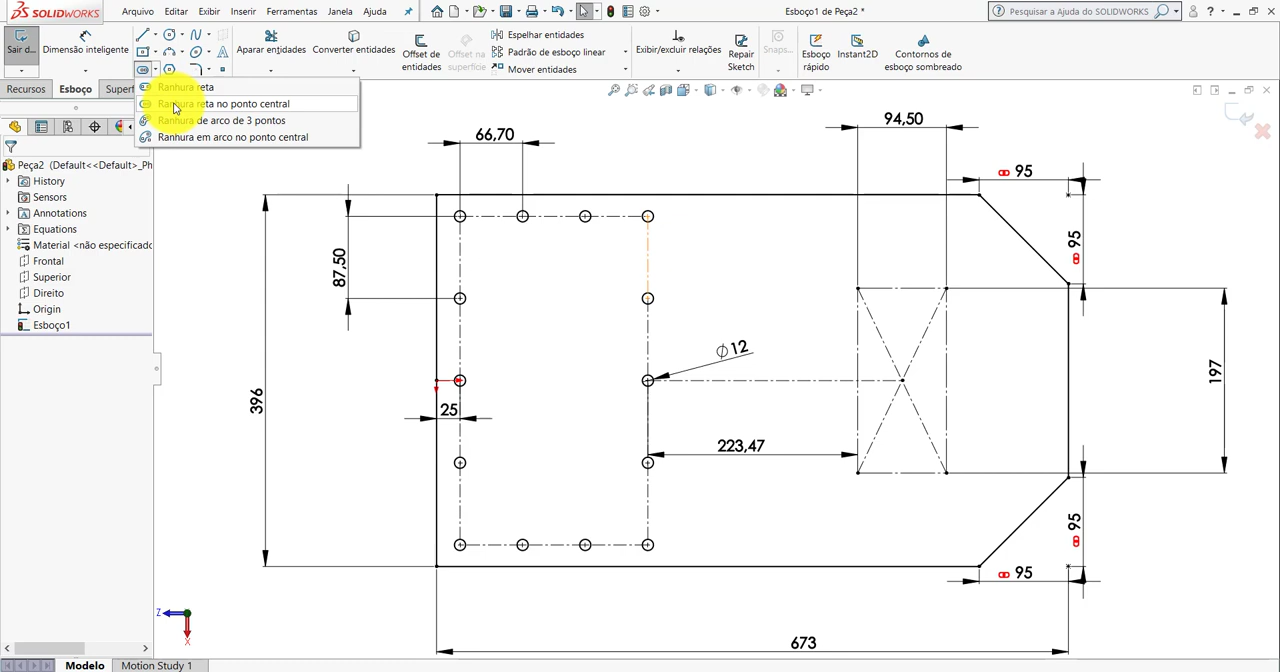 SOLIDWORKS
Arquivo Editar Exibir Inserir Ferramentas Janela Ajuda
Esboço1 de Peça2 *
Pesquisar a Ajuda do SOLIDWORKS
Sair d...
Dimensão inteligente
Aparar entidades
Converter entidades
Offset de entidades
Offset na superfície
Espelhar entidades
Padrão de esboço linear
Mover entidades
Exibir/excluir relações
Repair Sketch
Snaps...
Esboço rápido
Instant2D
Contornos de esboço sombreado
Recursos Esboço Superf
Ranhura reta
Ranhura reta no ponto central
Ranhura de arco de 3 pontos
Ranhura em arco no ponto central
Peça2 (Default<<Default>_Ph
History
Sensors
Annotations
Equations
Material <não especificado
Frontal
Superior
Direito
Origin
Esboço1
66,70
94,50
95
95
87,50
Ø12
396
25
223,47
197
95
95
673
Z
X
Modelo Motion Study 1